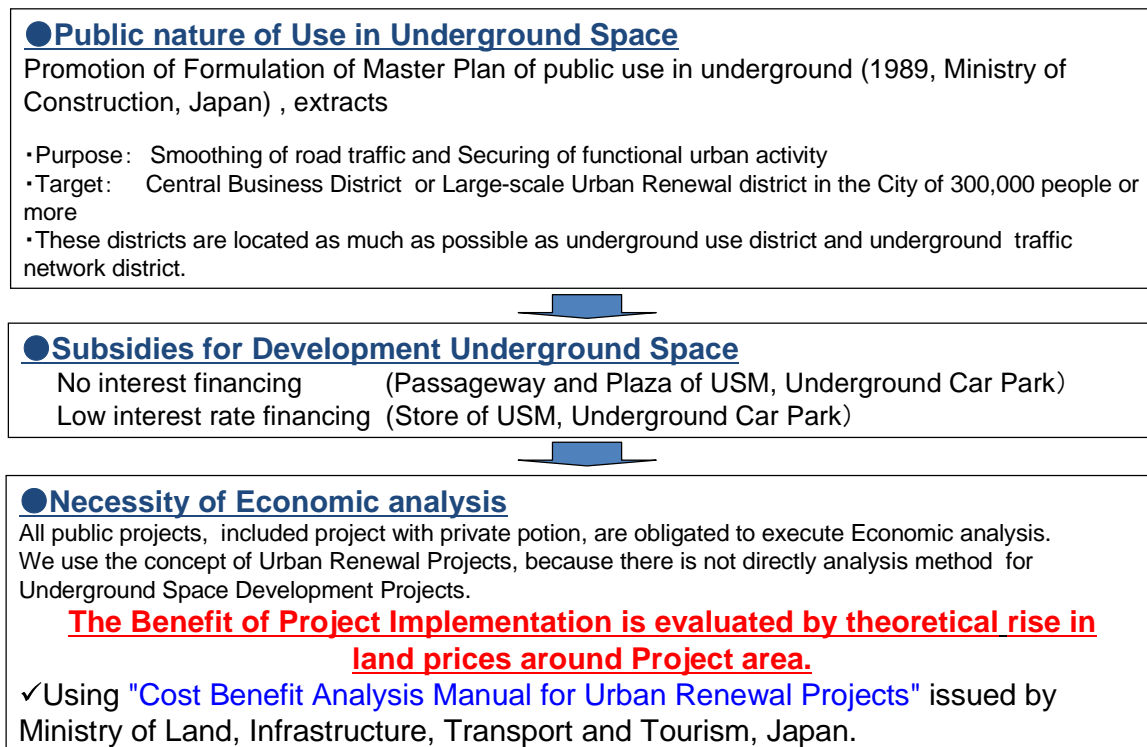 ●Public nature of Use in Underground Space
Promotion of Formulation of Master Plan of public use in underground (1989, Ministry of
Construction, Japan) , extracts
・Purpose： Smoothing of road traffic and Securing of functional urban activity
・Target： Central Business District or Large-scale Urban Renewal district in the City of 300,000 people or
more
・These districts are located as much as possible as underground use district and underground traffic
network district.
●Subsidies for Development Underground Space
No interest financing (Passageway and Plaza of USM, Underground Car Park）
Low interest rate financing (Store of USM, Underground Car Park）
●Necessity of Economic analysis
All public projects, included project with private potion, are obligated to execute Economic analysis.
We use the concept of Urban Renewal Projects, because there is not directly analysis method for
Underground Space Development Projects.
The Benefit of Project Implementation is evaluated by theoretical rise in
land prices around Project area.
✓Using "Cost Benefit Analysis Manual for Urban Renewal Projects" issued by
Ministry of Land, Infrastructure, Transport and Tourism, Japan.